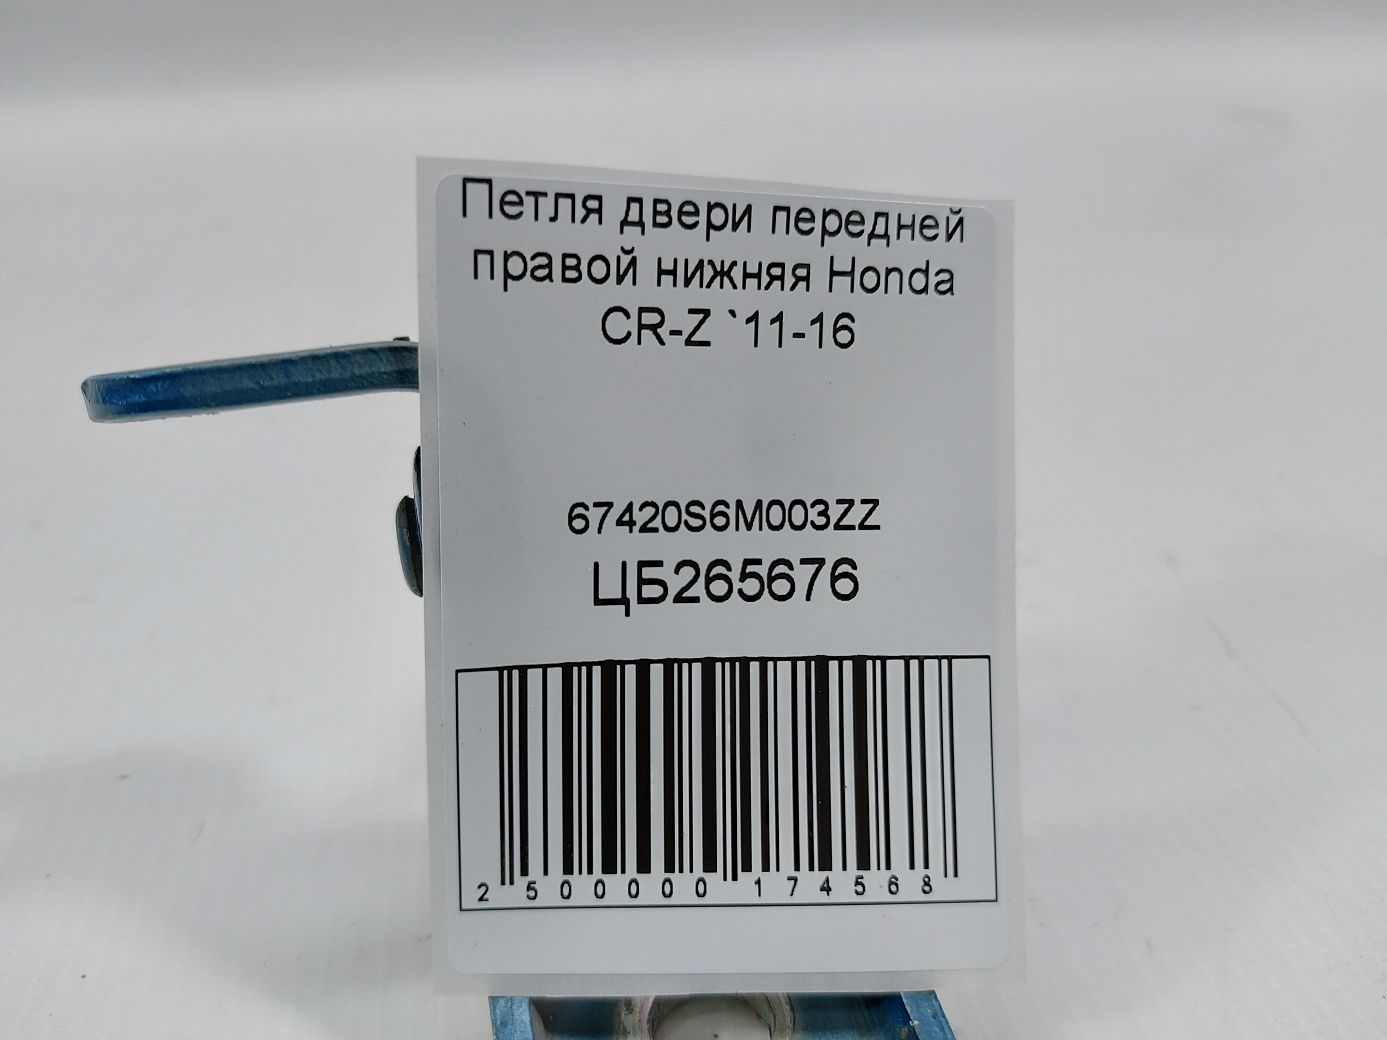 Петля двери передней
правой нижняя Honda
CR-Z `11-16
67420S6M003ZZ
ЦБ265676
2 500000 174568